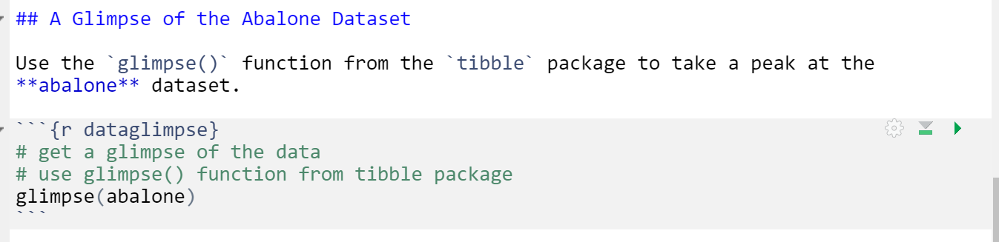 ## A Glimpse of the Abalone Dataset
Use the `glimpse()` function from the `tibble` package to take a peak at the
**abalone** dataset.
```{r dataglimpse}
# get a glimpse of the data
# use glimpse() function from tibble package
glimpse(abalone)
```